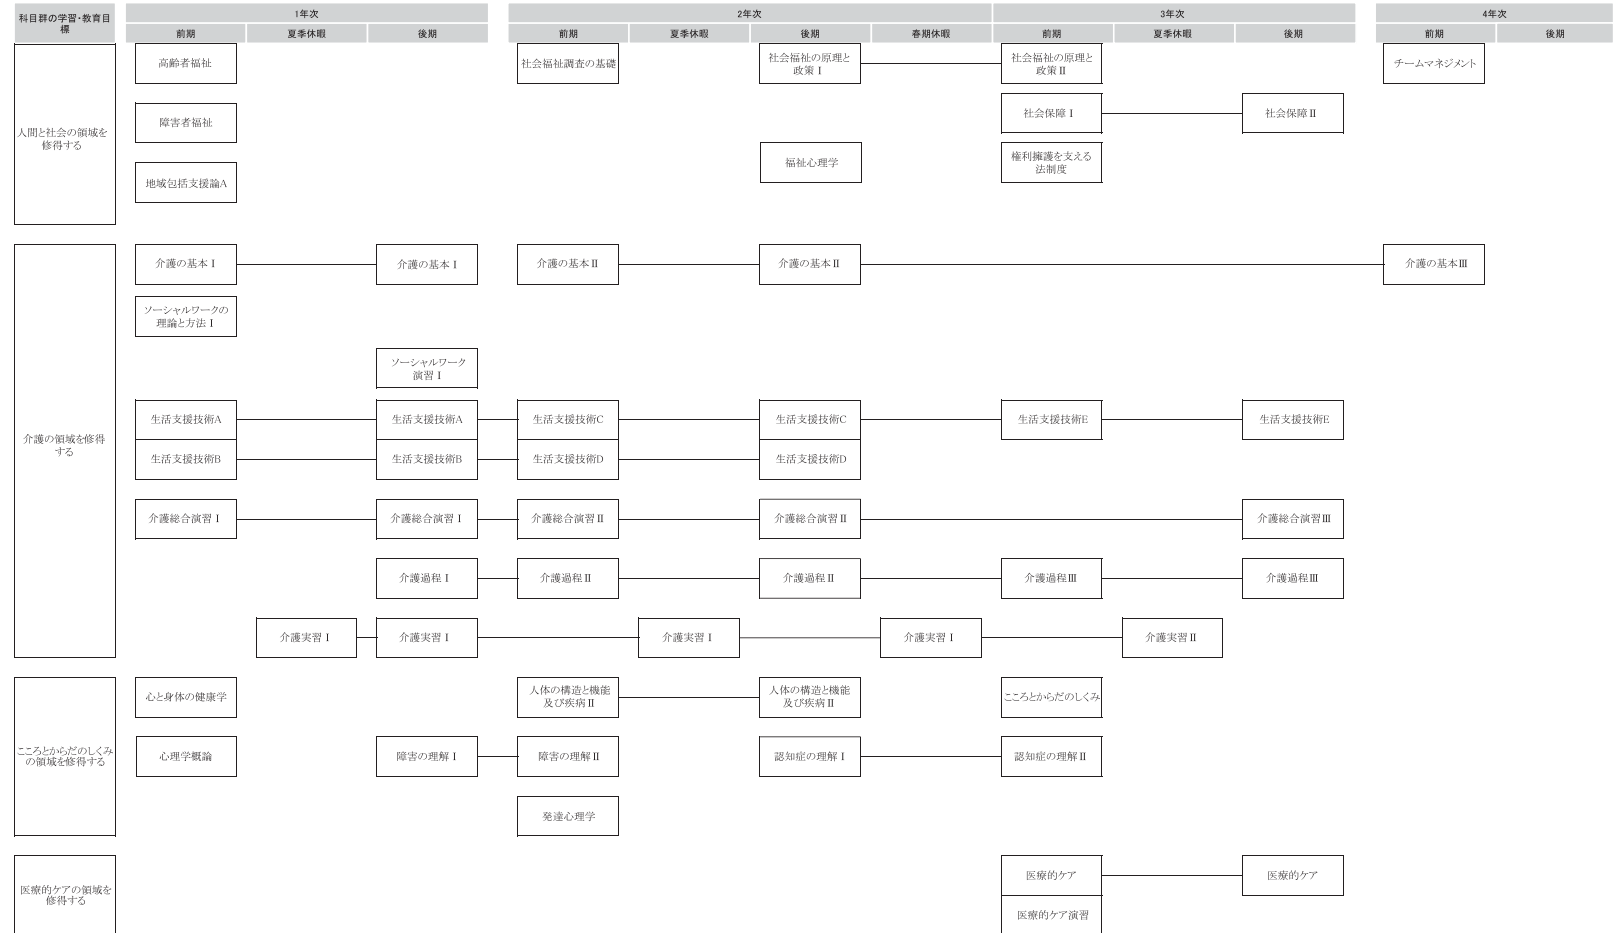 科目群の学習・教育目
標
1年次
2年次
3年次
4年次
前期
夏季休暇
後期
前期
夏季休暇
後期
春期休暇
前期
夏季休暇
後期
前期
後期
人間と社会の領域を
修得する
高齢者福祉
社会福祉調査の基礎
社会福祉の原理と
政策Ⅰ
社会福祉の原理と
政策Ⅱ
チームマネジメント
障害者福祉
社会保障Ⅰ
社会保障Ⅱ
地域包括支援論A
福祉心理学
権利擁護を支える
法制度
介護の領域を修得
する
介護の基本Ⅰ
介護の基本Ⅰ
介護の基本Ⅱ
介護の基本Ⅱ
介護の基本Ⅲ
ソーシャルワークの
理論と方法Ⅰ
ソーシャルワーク
演習Ⅰ
生活支援技術A
生活支援技術A
生活支援技術C
生活支援技術C
生活支援技術E
生活支援技術E
生活支援技術B
生活支援技術B
生活支援技術D
生活支援技術D
介護総合演習Ⅰ
介護総合演習Ⅰ
介護総合演習Ⅱ
介護総合演習Ⅱ
介護総合演習Ⅲ
介護過程Ⅰ
介護過程Ⅱ
介護過程Ⅱ
介護過程Ⅲ
介護過程Ⅲ
介護実習Ⅰ
介護実習Ⅰ
介護実習Ⅰ
介護実習Ⅰ
介護実習Ⅱ
こころとからだのしくみ
の領域を修得する
心と身体の健康学
人体の構造と機能
及び疾病Ⅱ
人体の構造と機能
及び疾病Ⅱ
こころとからだのしくみ
心理学概論
障害の理解Ⅰ
障害の理解Ⅱ
認知症の理解Ⅰ
認知症の理解Ⅱ
発達心理学
医療的ケアの領域を
修得する
医療的ケア
医療的ケア
医療的ケア演習